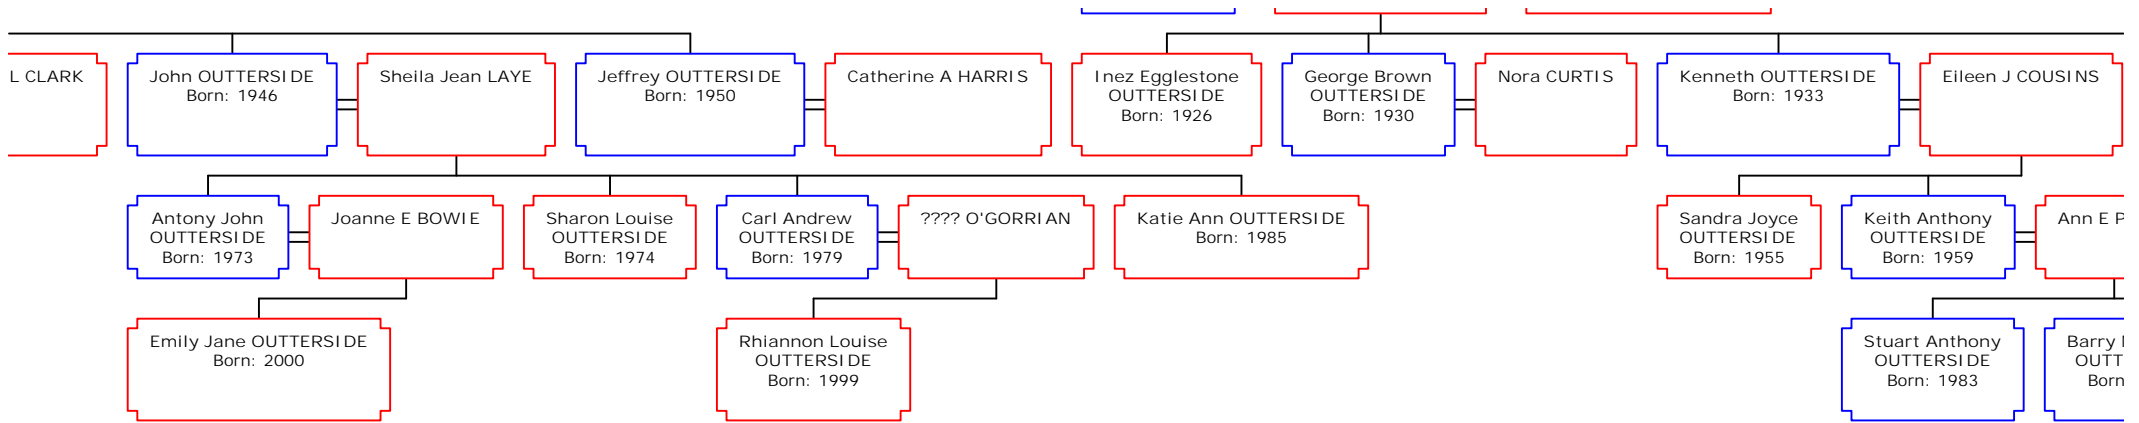 L CLARK
John OUTTERSIDE
Born: 1946
Sheila Jean LAYE
Jeffrey OUTTERSIDE
Born: 1950
Catherine A HARRIS
Inez Egglestone
OUTTERSIDE
Born: 1926
George Brown
OUTTERSIDE
Born: 1930
Nora CURTIS
Kenneth OUTTERSIDE
Born: 1933
Eileen J COUSINS
Antony John
OUTTERSIDE
Born: 1973
Joanne E BOWIE
Sharon Louise
OUTTERSIDE
Born: 1974
Carl Andrew
OUTTERSIDE
Born: 1979
???? O'GORRIAN
Katie Ann OUTTERSIDE
Born: 1985
Sandra Joyce
OUTTERSIDE
Born: 1955
Keith Anthony
OUTTERSIDE
Born: 1959
Ann E P
Emily Jane OUTTERSIDE
Born: 2000
Rhiannon Louise
OUTTERSIDE
Born: 1999
Stuart Anthony
OUTTERSIDE
Born: 1983
Barry
OUTT
Born